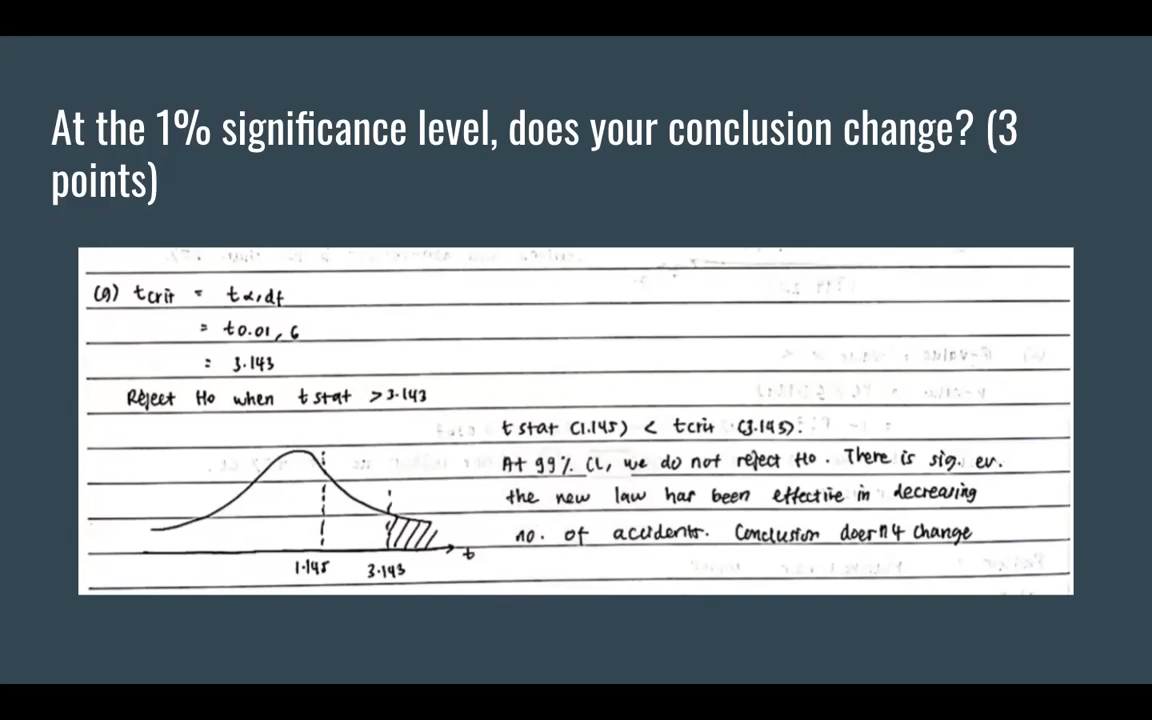 At the 1% significance level, does your conclusion change? (3
points)
(g) tcrit = tα,df
= t0.01, 6
= 3.143
Reject Ho when t stat > 3.143
t stat (1.145) < tcrit (3.145).
At 99% CL, we do not reject Ho. There is sig. ev.
the new law has been effective in decreasing
no. of accidents. Conclusion doesn't change
t
1.145 3.143